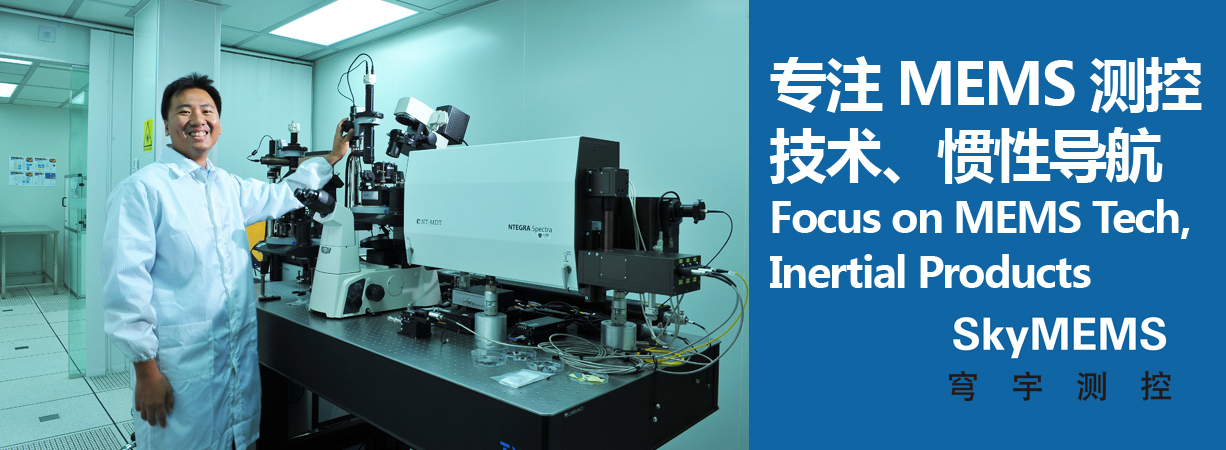 专注 MEMS 测控
技术、惯性导航
Focus on MEMS Tech,
Inertial Products
SkyMEMS
穹宇测控
NT-MDT
NTEGRA Spectra